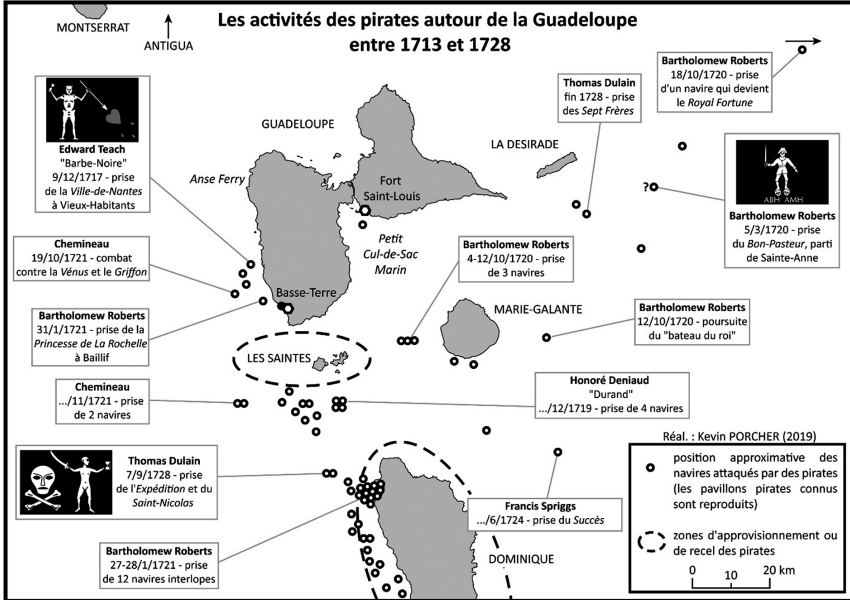 Les activités des pirates autour de la Guadeloupe
entre 1713 et 1728
MONTSERRAT
ANTIGUA
Edward Teach
"Barbe-Noire"
9/12/1717 - prise
de la Ville-de-Nantes
à Vieux-Habitants
Chemineau
19/10/1721 - combat
contre la Vénus et le Griffon
Bartholomew Roberts
31/1/1721 - prise de la
Princesse de La Rochelle
à Baillif
Chemineau
.../11/1721 - prise
de 2 navires
Thomas Dulain
7/9/1728 - prise
de l'Expédition et du
Saint-Nicolas
Bartholomew Roberts
27-28/1/1721 - prise
de 12 navires interlopes
GUADELOUPE
Anse Ferry
Fort
Saint-Louis
Petit
Cul-de-Sac
Marin
Basse-Terre
LES SAINTES
LA DESIRADE
MARIE-GALANTE
DOMINIQUE
Thomas Dulain
fin 1728 - prise
des Sept Frères
Bartholomew Roberts
18/10/1720 - prise
d'un navire qui devient
le Royal Fortune
?
ABH AMH
Bartholomew Roberts
5/3/1720 - prise
du Bon-Pasteur, parti
de Sainte-Anne
Bartholomew Roberts
4-12/10/1720 - prise
de 3 navires
Bartholomew Roberts
12/10/1720 - poursuite
du "bateau du roi"
Honoré Deniaud
"Durand"
.../12/1719 - prise de 4 navires
Francis Spriggs
.../6/1724 - prise du Succès
Réal. : Kevin PORCHER (2019)
position approximative des
navires attaqués par des pirates
(les pavillons pirates connus
sont reproduits)
zones d'approvisionnement ou
de recel des pirates
0 10 20 km